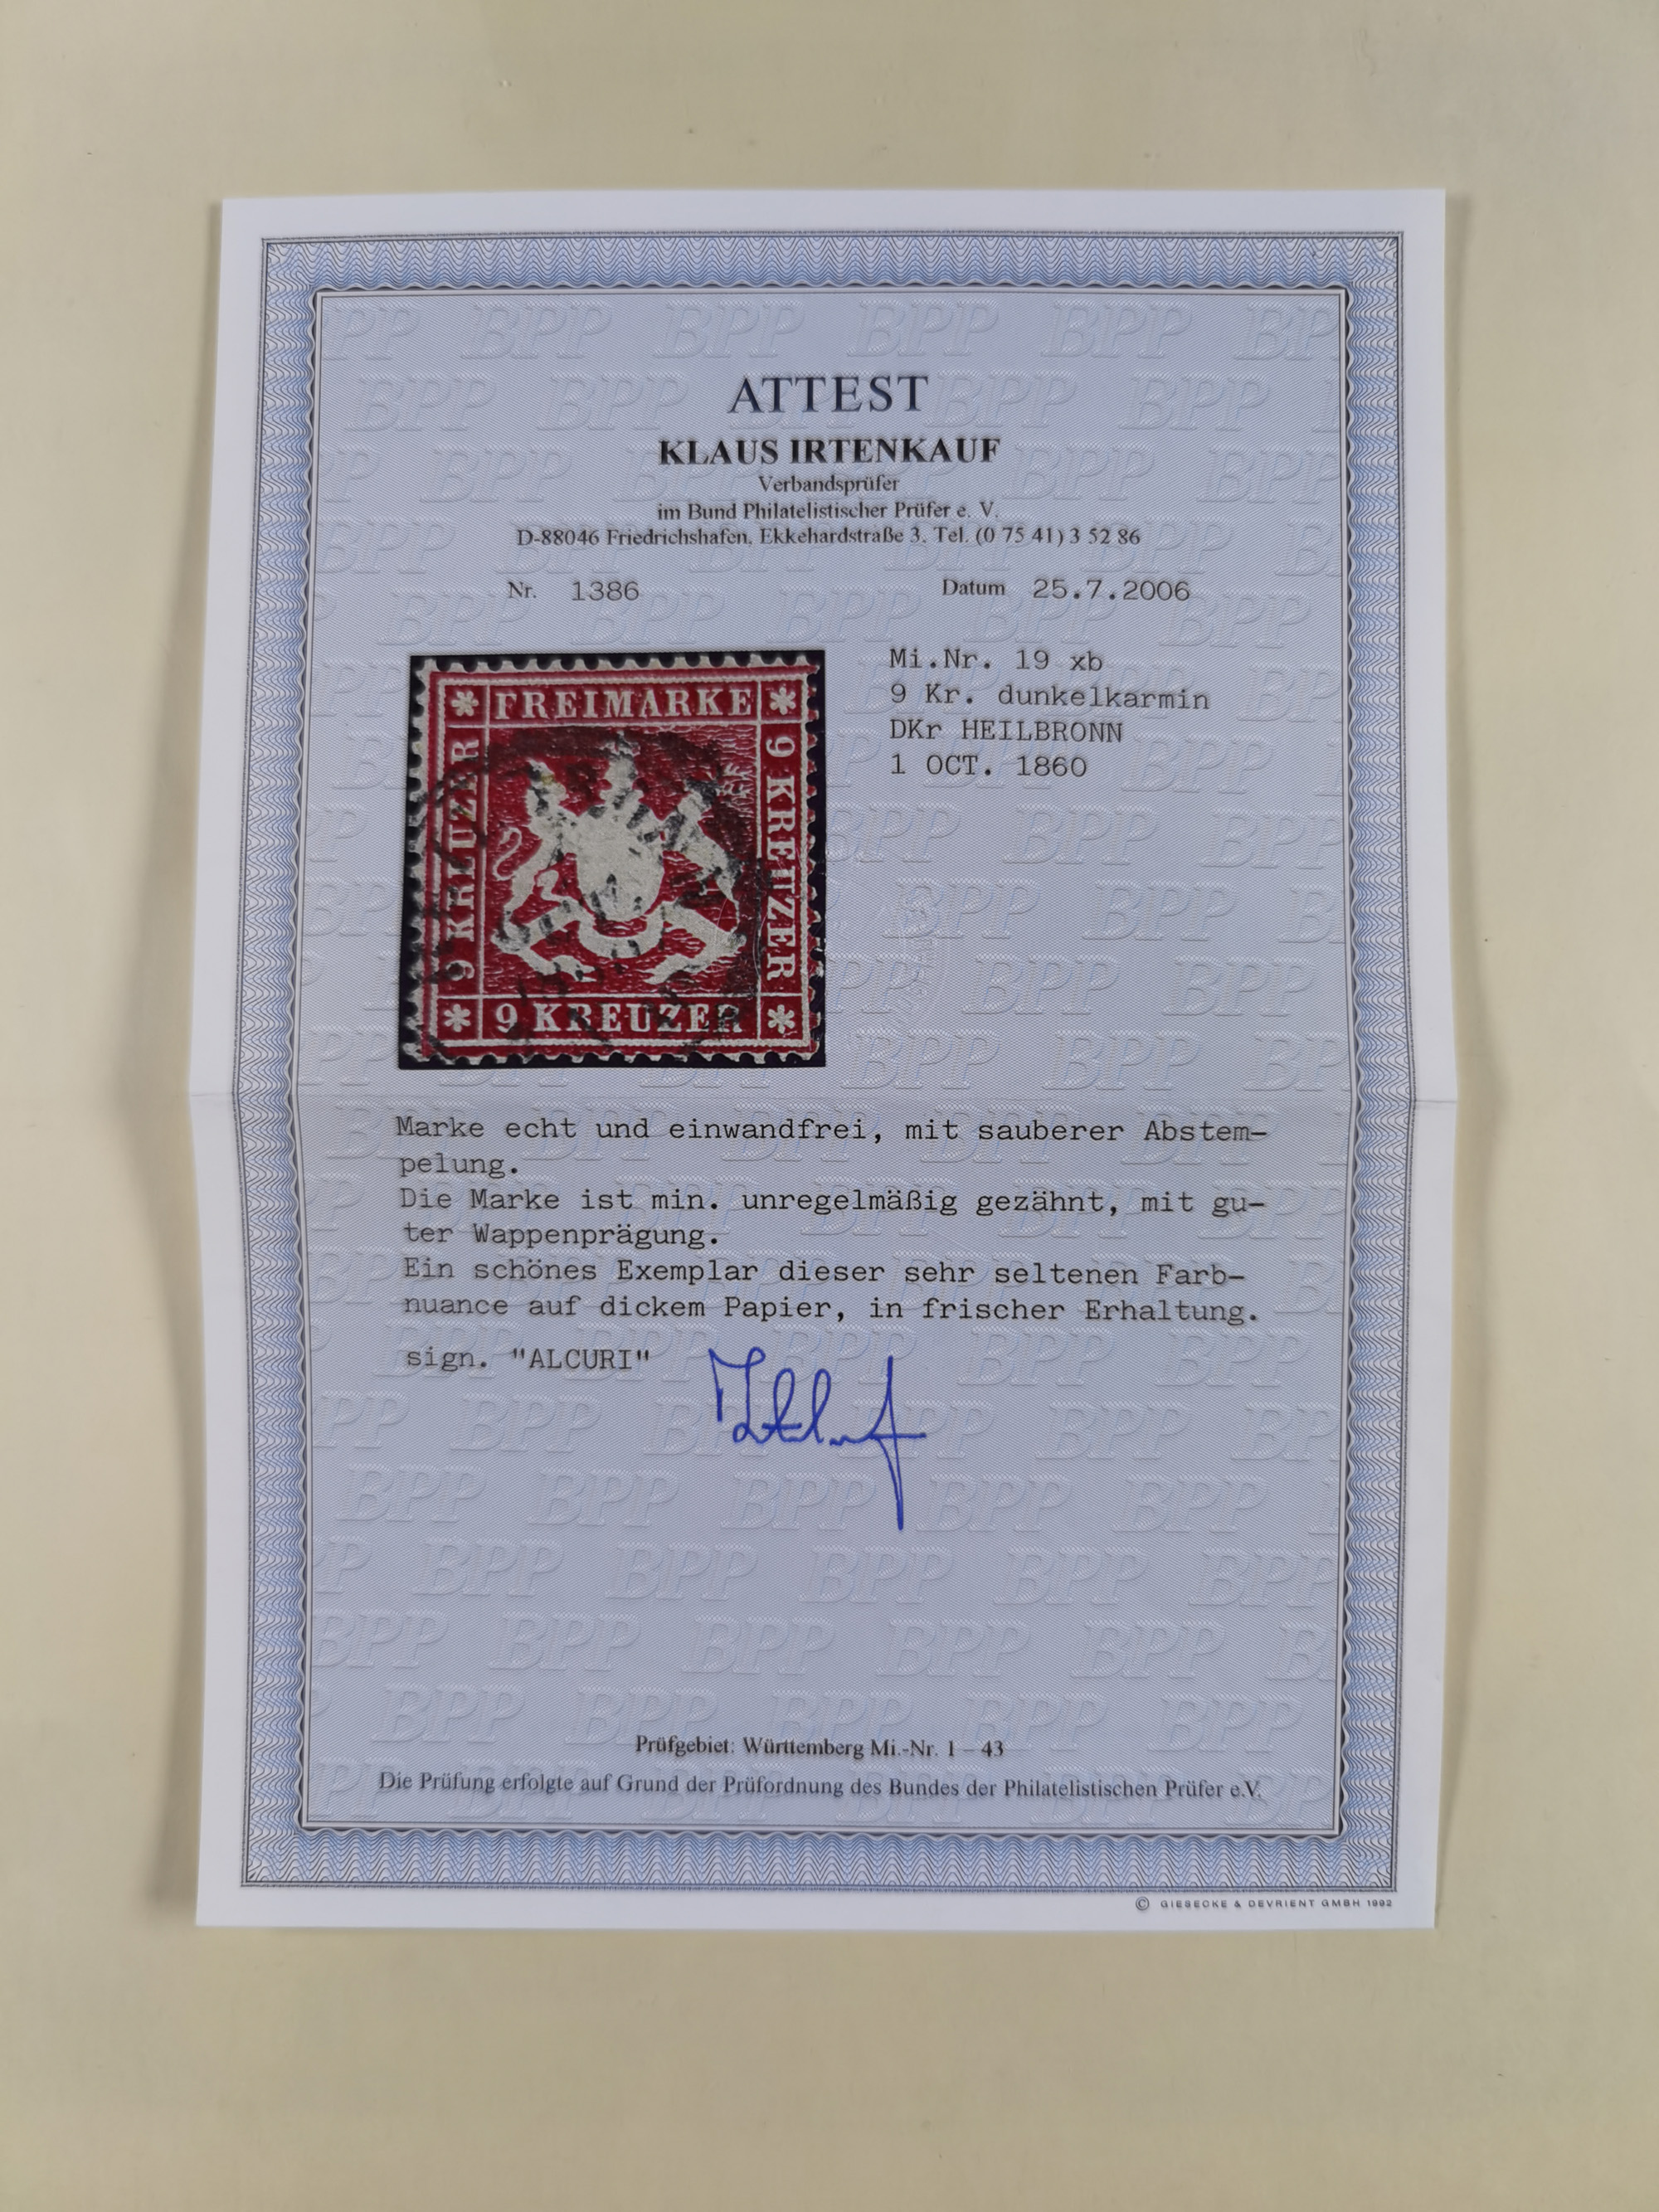 ATTEST
KLAUS IRTENKAUF
Verbandsprüfer
im Bund Philatelistischer Prüfer e. V.
D-88046 Friedrichshafen, Ekkehardstraße 3, Tel. (0 75 41) 3 52 86
Nr. 1386 Datum 25.7.2006
Mi.Nr. 19 xb
9 Kr. dunkelkarmin
DKr HEILBRONN
1 OCT. 1860
FREIMARKE
9 KREUZER
9 KREUZER
9 KREUZER
Marke echt und einwandfrei, mit sauberer Abstem-
pelung.
Die Marke ist min. unregelmäßig gezähnt, mit gu-
ter Wappenprägung.
Ein schönes Exemplar dieser sehr seltenen Farb-
nuance auf dickem Papier, in frischer Erhaltung.
sign. "ALCURI"
Prüfgebiet: Württemberg Mi.-Nr. 1 – 43
Die Prüfung erfolgte auf Grund der Prüfordnung des Bundes der Philatelistischen Prüfer e.V.
© GIESECKE & DEVRIENT GMBH 1992